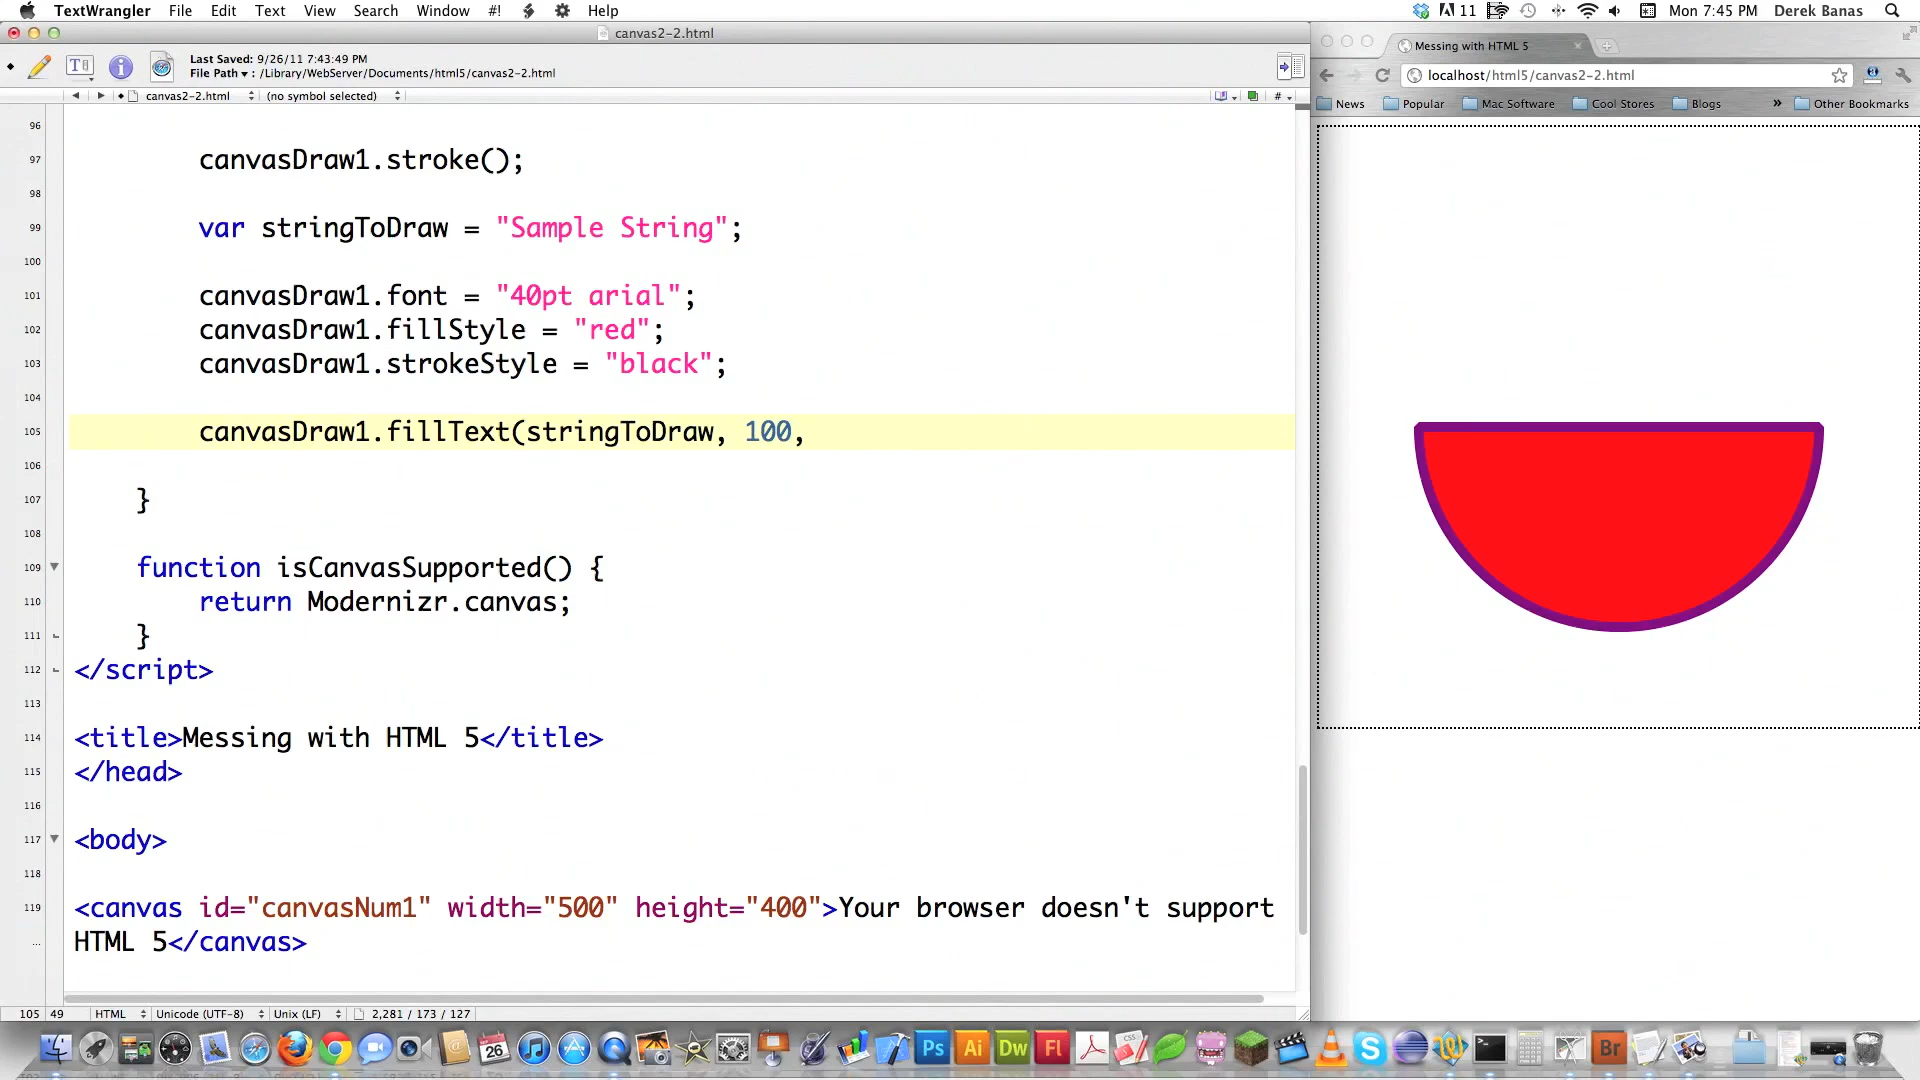 TextWrangler File Edit Text View Search Window #! Help
11 Mon 7:45 PM Derek Banas
canvas2-2.html
Last Saved: 9/26/11 7:43:49 PM
File Path ▾ : /Library/WebServer/Documents/html5/canvas2-2.html
canvas2-2.html (no symbol selected) #
96
97 canvasDraw1.stroke();
98
99 var stringToDraw = "Sample String";
100
101 canvasDraw1.font = "40pt arial";
102 canvasDraw1.fillStyle = "red";
103 canvasDraw1.strokeStyle = "black";
104
105 canvasDraw1.fillText(stringToDraw, 100,
106
107 }
108
109 function isCanvasSupported() {
110 return Modernizr.canvas;
111 }
112 </script>
113
114 <title>Messing with HTML 5</title>
115 </head>
116
117 <body>
118
119 <canvas id="canvasNum1" width="500" height="400">Your browser doesn't support
... HTML 5</canvas>
105 49 HTML Unicode (UTF-8) Unix (LF) 2,281 / 173 / 127
Messing with HTML 5
localhost/html5/canvas2-2.html
News Popular Mac Software Cool Stores Blogs » Other Bookmarks
26 Ps Ai Dw Fl CSS Br